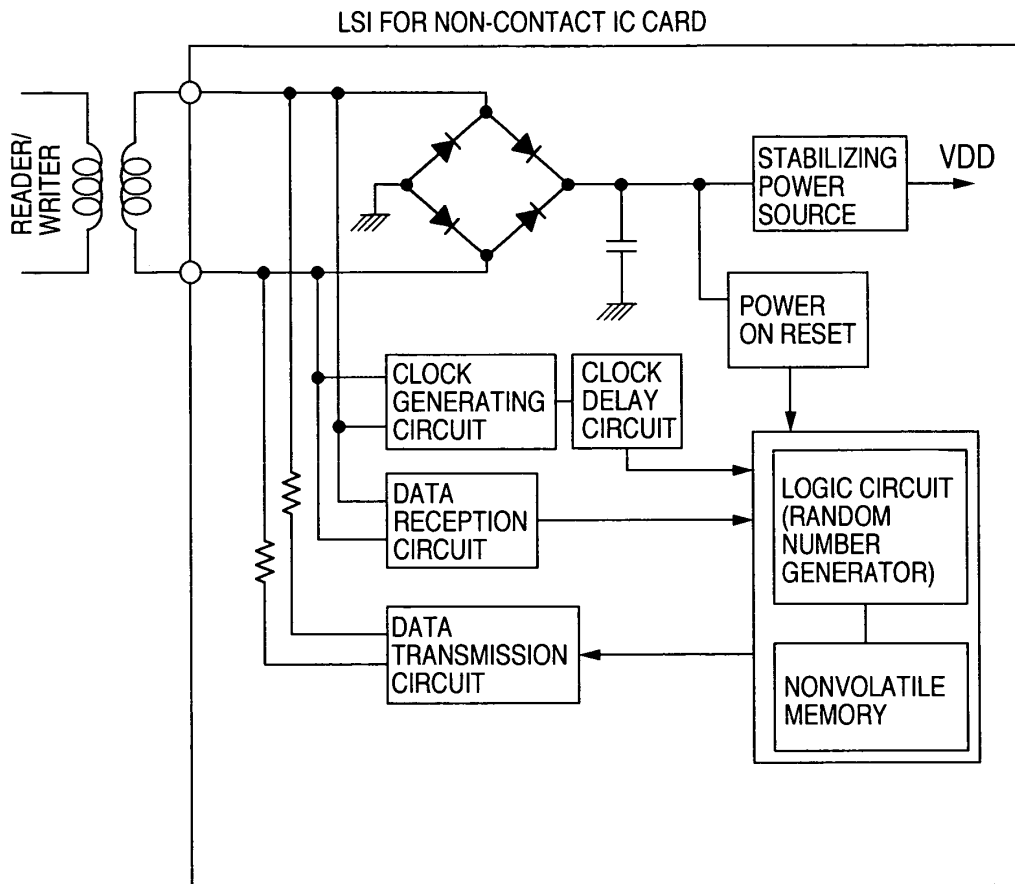 LSI FOR NON-CONTACT IC CARD
READER/
WRITER
STABILIZING
POWER
SOURCE
VDD
POWER
ON RESET
CLOCK
GENERATING
CIRCUIT
CLOCK
DELAY
CIRCUIT
DATA
RECEPTION
CIRCUIT
LOGIC CIRCUIT
(RANDOM
NUMBER
GENERATOR)
DATA
TRANSMISSION
CIRCUIT
NONVOLATILE
MEMORY